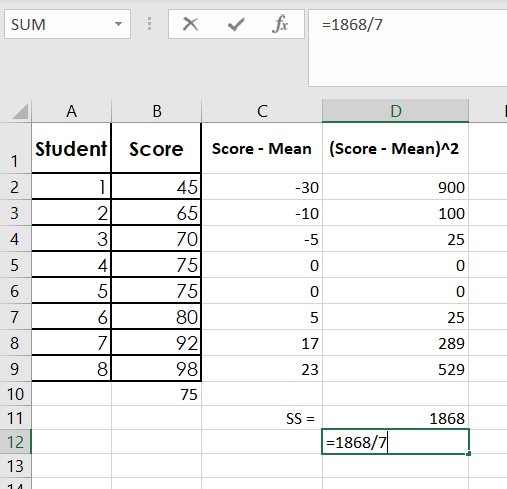 SUM =1868/7
A B C D
1 Student Score Score - Mean (Score - Mean)^2
2 1 45 -30 900
3 2 65 -10 100
4 3 70 -5 25
5 4 75 0 0
6 5 75 0 0
7 6 80 5 25
8 7 92 17 289
9 8 98 23 529
10 75
11 SS = 1868
12 =1868/7
13